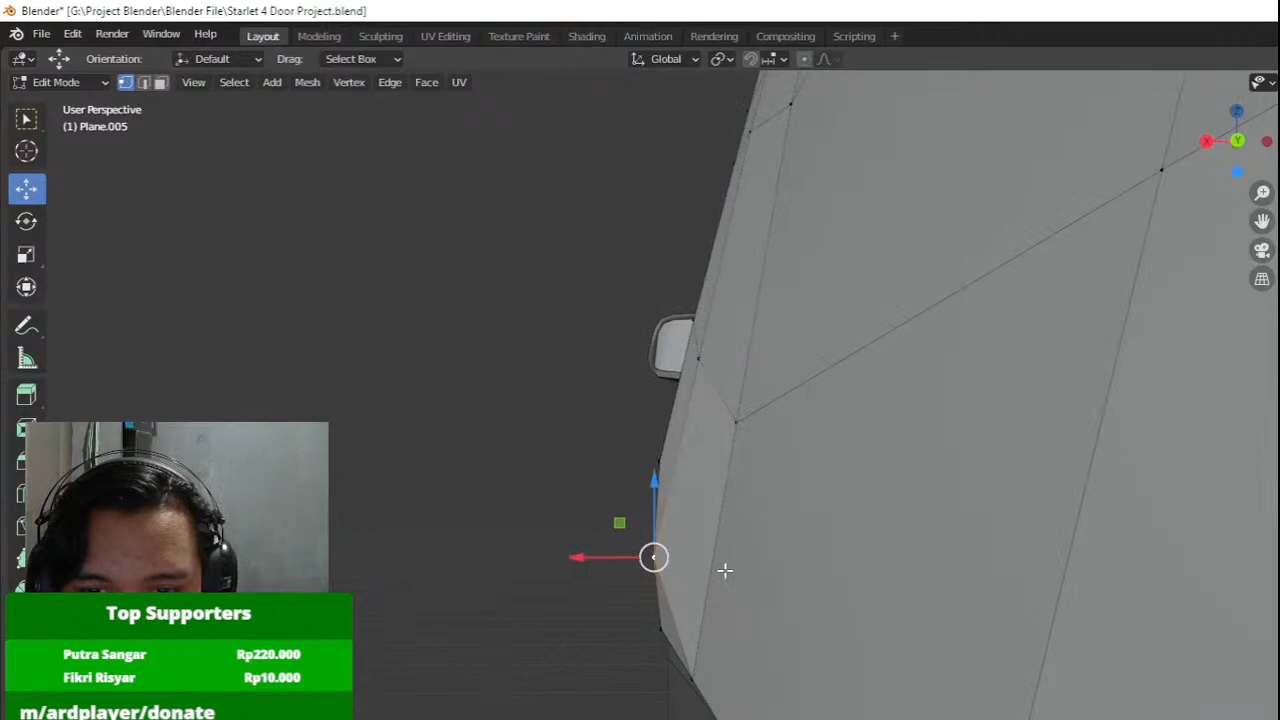 Blender* [G:\Project Blender\Blender File\Starlet 4 Door Project.blend]
File Edit Render Window Help Layout Modeling Sculpting UV Editing Texture Paint Shading Animation Rendering Compositing Scripting +
Orientation: Default Drag: Select Box Global
Edit Mode View Select Add Mesh Vertex Edge Face UV
User Perspective
(1) Plane.005
Z
X Y
Top Supporters
Putra Sangar Rp220.000
Fikri Risyar Rp10.000
m/ardplayer/donate